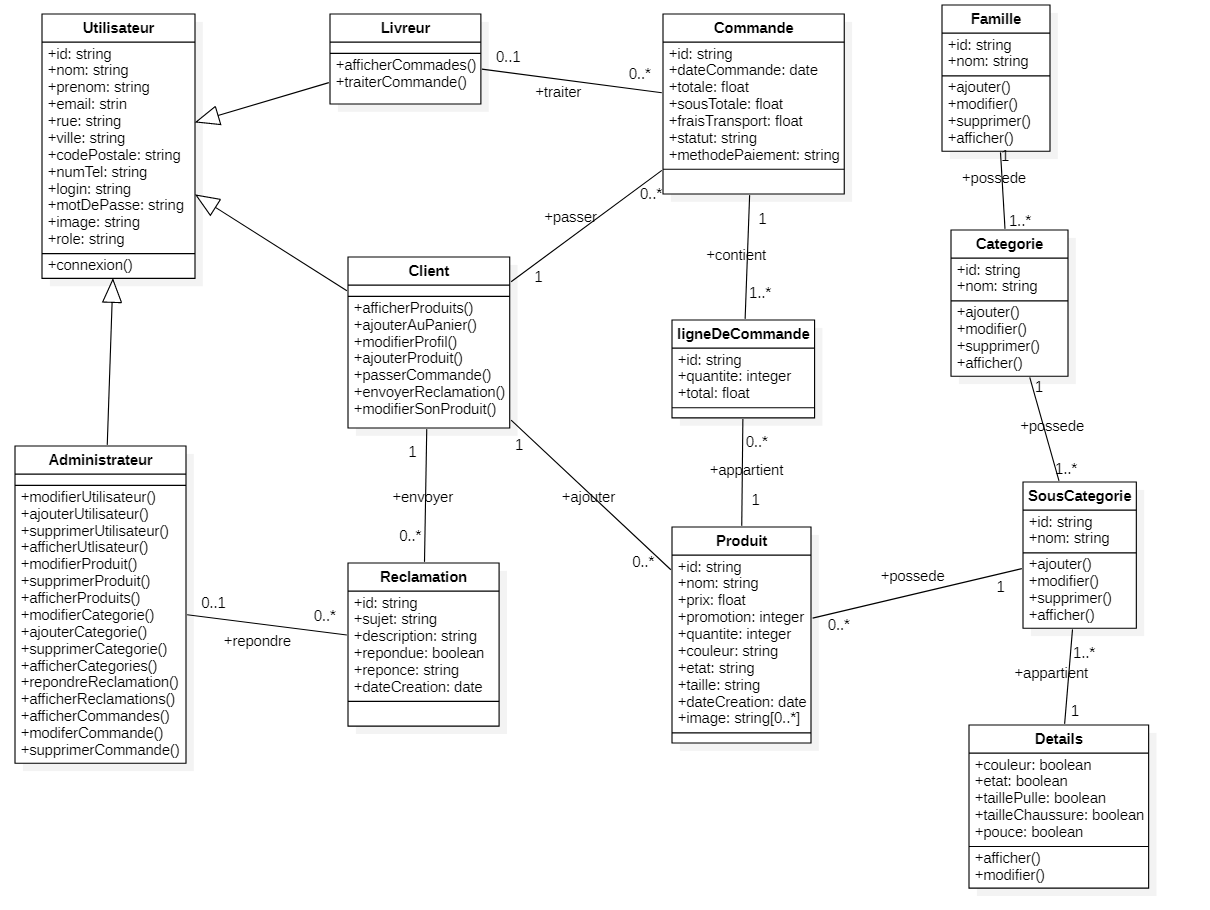 Utilisateur
+id: string
+nom: string
+prenom: string
+email: strin
+rue: string
+ville: string
+codePostale: string
+numTel: string
+login: string
+motDePasse: string
+image: string
+role: string
+connexion()
Livreur
+afficherCommades()
+traiterCommande()
0..1
0..*
+traiter
Commande
+id: string
+dateCommande: date
+totale: float
+sousTotale: float
+fraisTransport: float
+statut: string
+methodePaiement: string
Famille
+id: string
+nom: string
+ajouter()
+modifier()
+supprimer()
+afficher()
1
+possede
1..*
0..*
+passer
1
1
+contient
1..*
Client
+afficherProduits()
+ajouterAuPanier()
+modifierProfil()
+ajouterProduit()
+passerCommande()
+envoyerReclamation()
+modifierSonProduit()
ligneDeCommande
+id: string
+quantite: integer
+total: float
Categorie
+id: string
+nom: string
+ajouter()
+modifier()
+supprimer()
+afficher()
1
+possede
1..*
1
+envoyer
0..*
1
+ajouter
0..*
0..*
+appartient
1
Administrateur
+modifierUtilisateur()
+ajouterUtilisateur()
+supprimerUtilisateur()
+afficherUtlisateur()
+modifierProduit()
+supprimerProduit()
+afficherProduits()
+modifierCategorie()
+ajouterCategorie()
+supprimerCategorie()
+afficherCategories()
+repondreReclamation()
+afficherReclamations()
+afficherCommandes()
+modiferCommande()
+supprimerCommande()
0..1
0..*
+repondre
Reclamation
+id: string
+sujet: string
+description: string
+repondue: boolean
+reponce: string
+dateCreation: date
Produit
+id: string
+nom: string
+prix: float
+promotion: integer
+quantite: integer
+couleur: string
+etat: string
+taille: string
+dateCreation: date
+image: string[0..*]
+possede
1
0..*
SousCategorie
+id: string
+nom: string
+ajouter()
+modifier()
+supprimer()
+afficher()
1..*
+appartient
1
Details
+couleur: boolean
+etat: boolean
+taillePulle: boolean
+tailleChaussure: boolean
+pouce: boolean
+afficher()
+modifier()